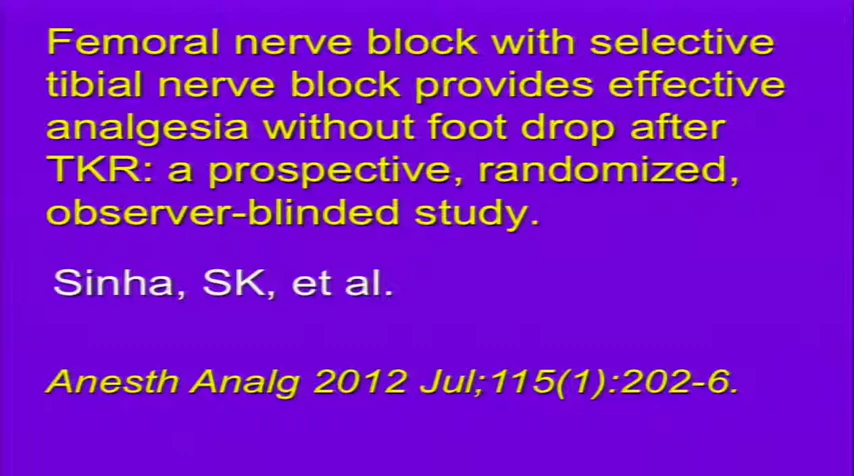 Femoral nerve block with selective
tibial nerve block provides effective
analgesia without foot drop after
TKR: a prospective, randomized,
observer-blinded study.
Sinha, SK, et al.
Anesth Analg 2012 Jul;115(1):202-6.